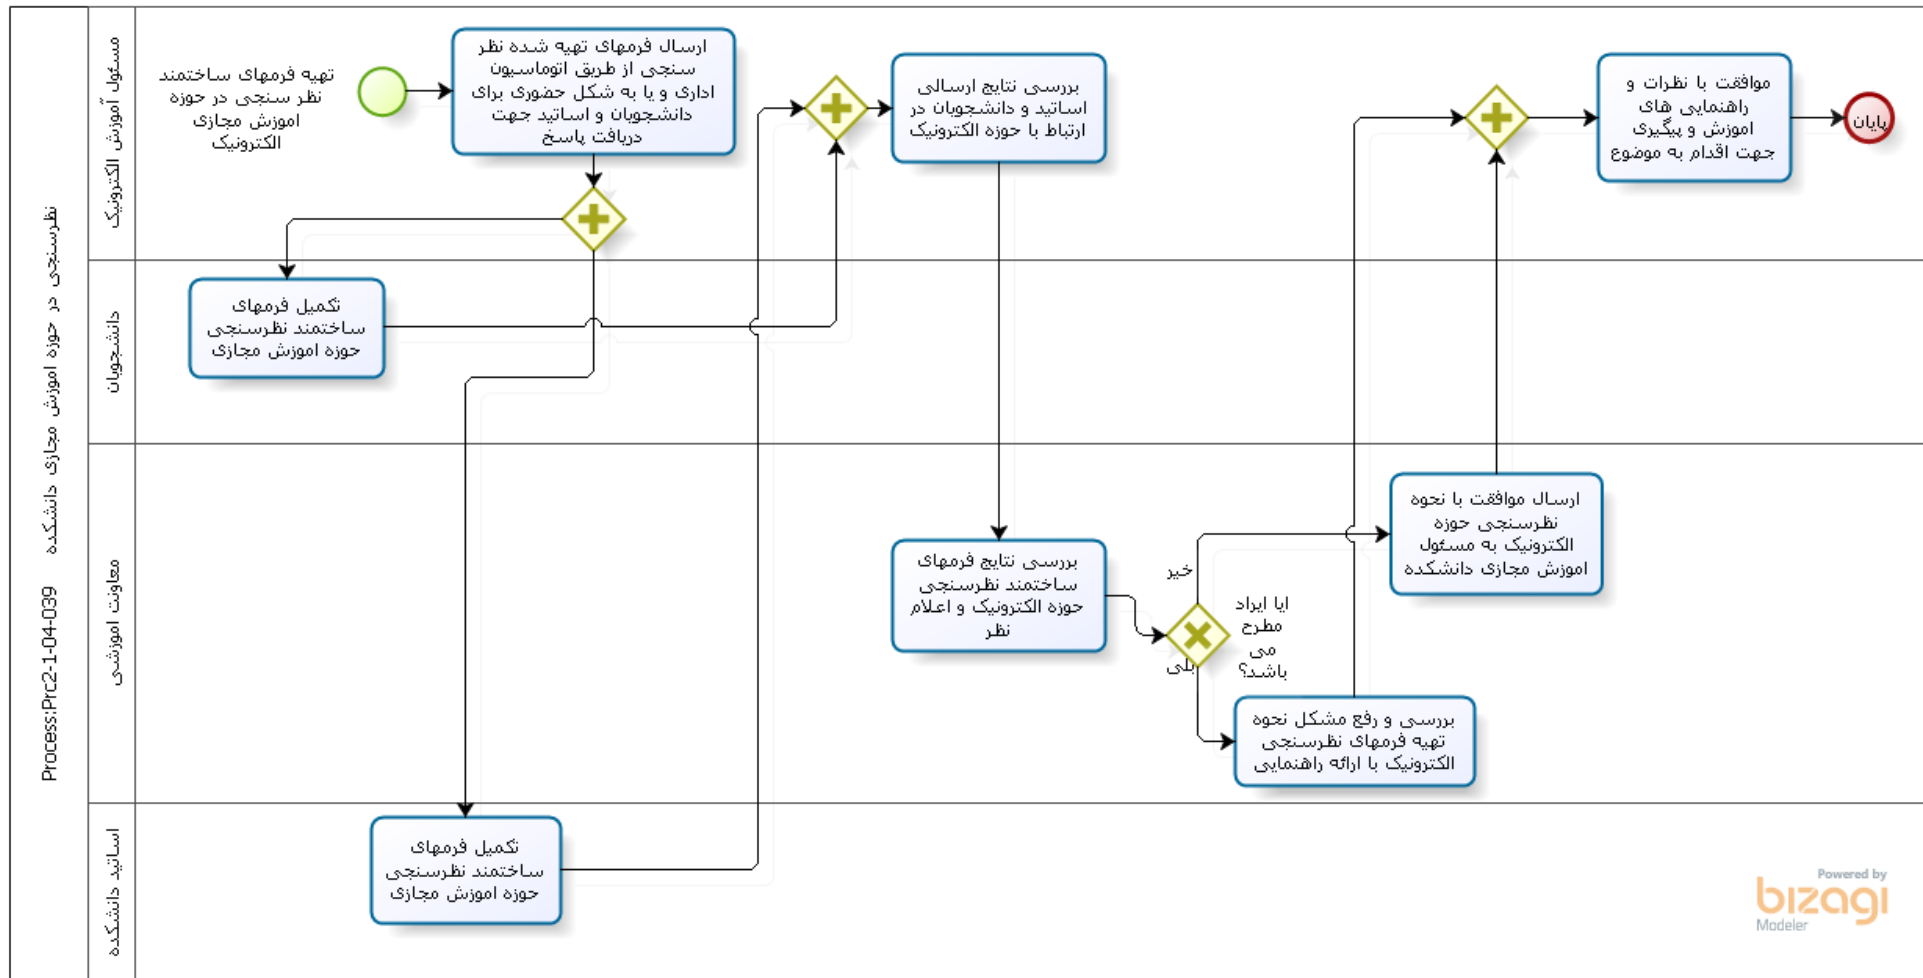 Process:Prc2-1-04-039 نظرسنجی در حوزه اموزش مجازی دانشکده
مسئول آموزش الکترونیک
تهیه فرمهای ساختمند
نظر سنجی در حوزه
اموزش مجازی
الکترونیک
ارسال فرمهای تهیه شده نظر
سنجی از طریق اتوماسیون
اداری و یا به شکل حضوری برای
دانشجویان و اساتید جهت
دریافت پاسخ
بررسی نتایج ارسالی
اساتید و دانشجویان در
ارتباط با حوزه الکترونیک
موافقت با نظرات و
راهنمایی های
اموزش و پیگیری
جهت اقدام به موضوع
پایان
دانشجویان
تکمیل فرمهای
ساختمند نظرسنجی
حوزه اموزش مجازی
معاونت اموزشی
بررسی نتایج فرمهای
ساختمند نظرسنجی
حوزه الکترونیک و اعلام
نظر
خیر
ایا ایراد
مطرح
می
باشد؟
بلی
ارسال موافقت با نحوه
نظرسنجی حوزه
الکترونیک به مسئول
اموزش مجازی دانشکده
بررسی و رفع مشکل نحوه
تهیه فرمهای نظرسنجی
الکترونیک با ارائه راهنمایی
اساتید دانشکده
تکمیل فرمهای
ساختمند نظرسنجی
حوزه اموزش مجازی
Powered by
bizagi
Modeler